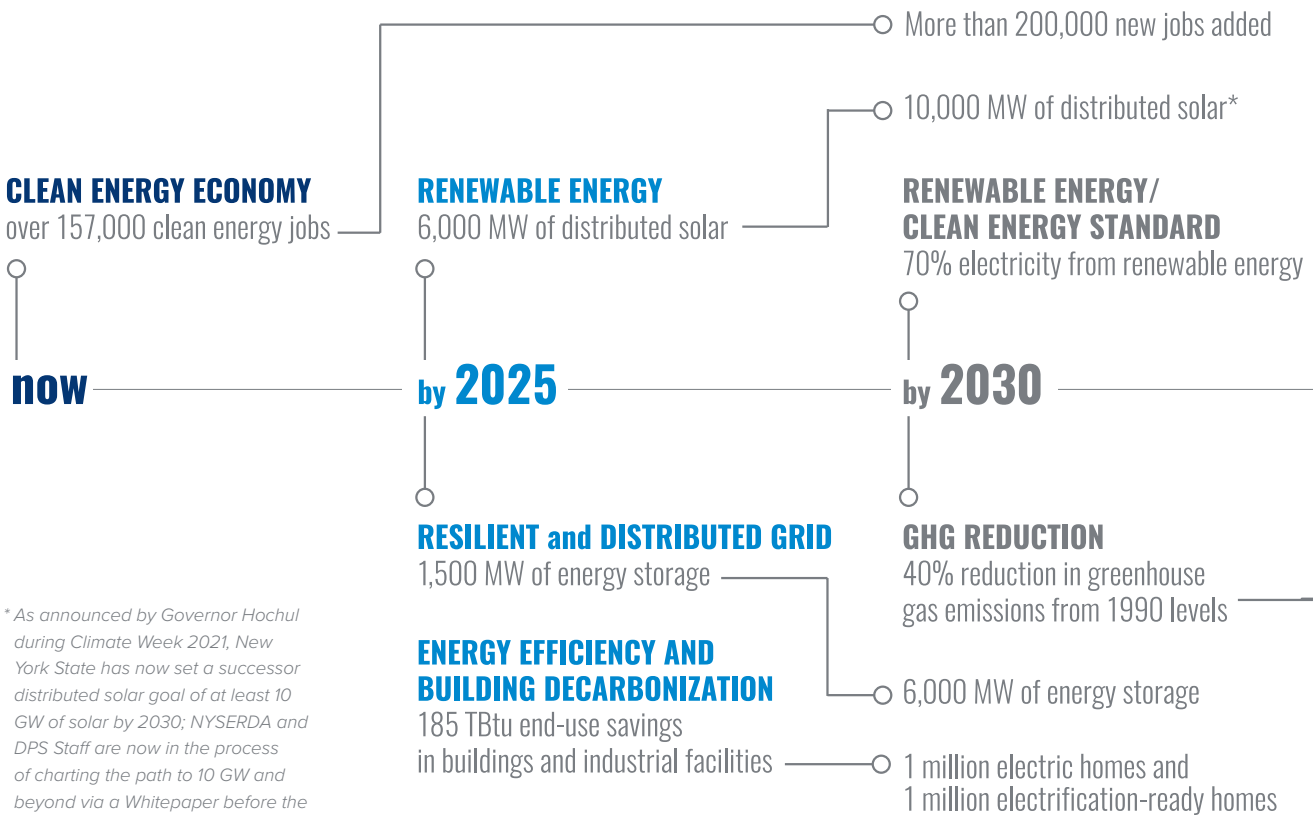 More than 200,000 new jobs added
10,000 MW of distributed solar*
CLEAN ENERGY ECONOMY
over 157,000 clean energy jobs
RENEWABLE ENERGY
6,000 MW of distributed solar
RENEWABLE ENERGY/
CLEAN ENERGY STANDARD
70% electricity from renewable energy
now
by 2025
by 2030
RESILIENT and DISTRIBUTED GRID
1,500 MW of energy storage
GHG REDUCTION
40% reduction in greenhouse
gas emissions from 1990 levels
ENERGY EFFICIENCY AND
BUILDING DECARBONIZATION
185 TBtu end-use savings
in buildings and industrial facilities
6,000 MW of energy storage
1 million electric homes and
1 million electrification-ready homes
* As announced by Governor Hochul
during Climate Week 2021, New
York State has now set a successor
distributed solar goal of at least 10
GW of solar by 2030; NYSERDA and
DPS Staff are now in the process
of charting the path to 10 GW and
beyond via a Whitepaper before the